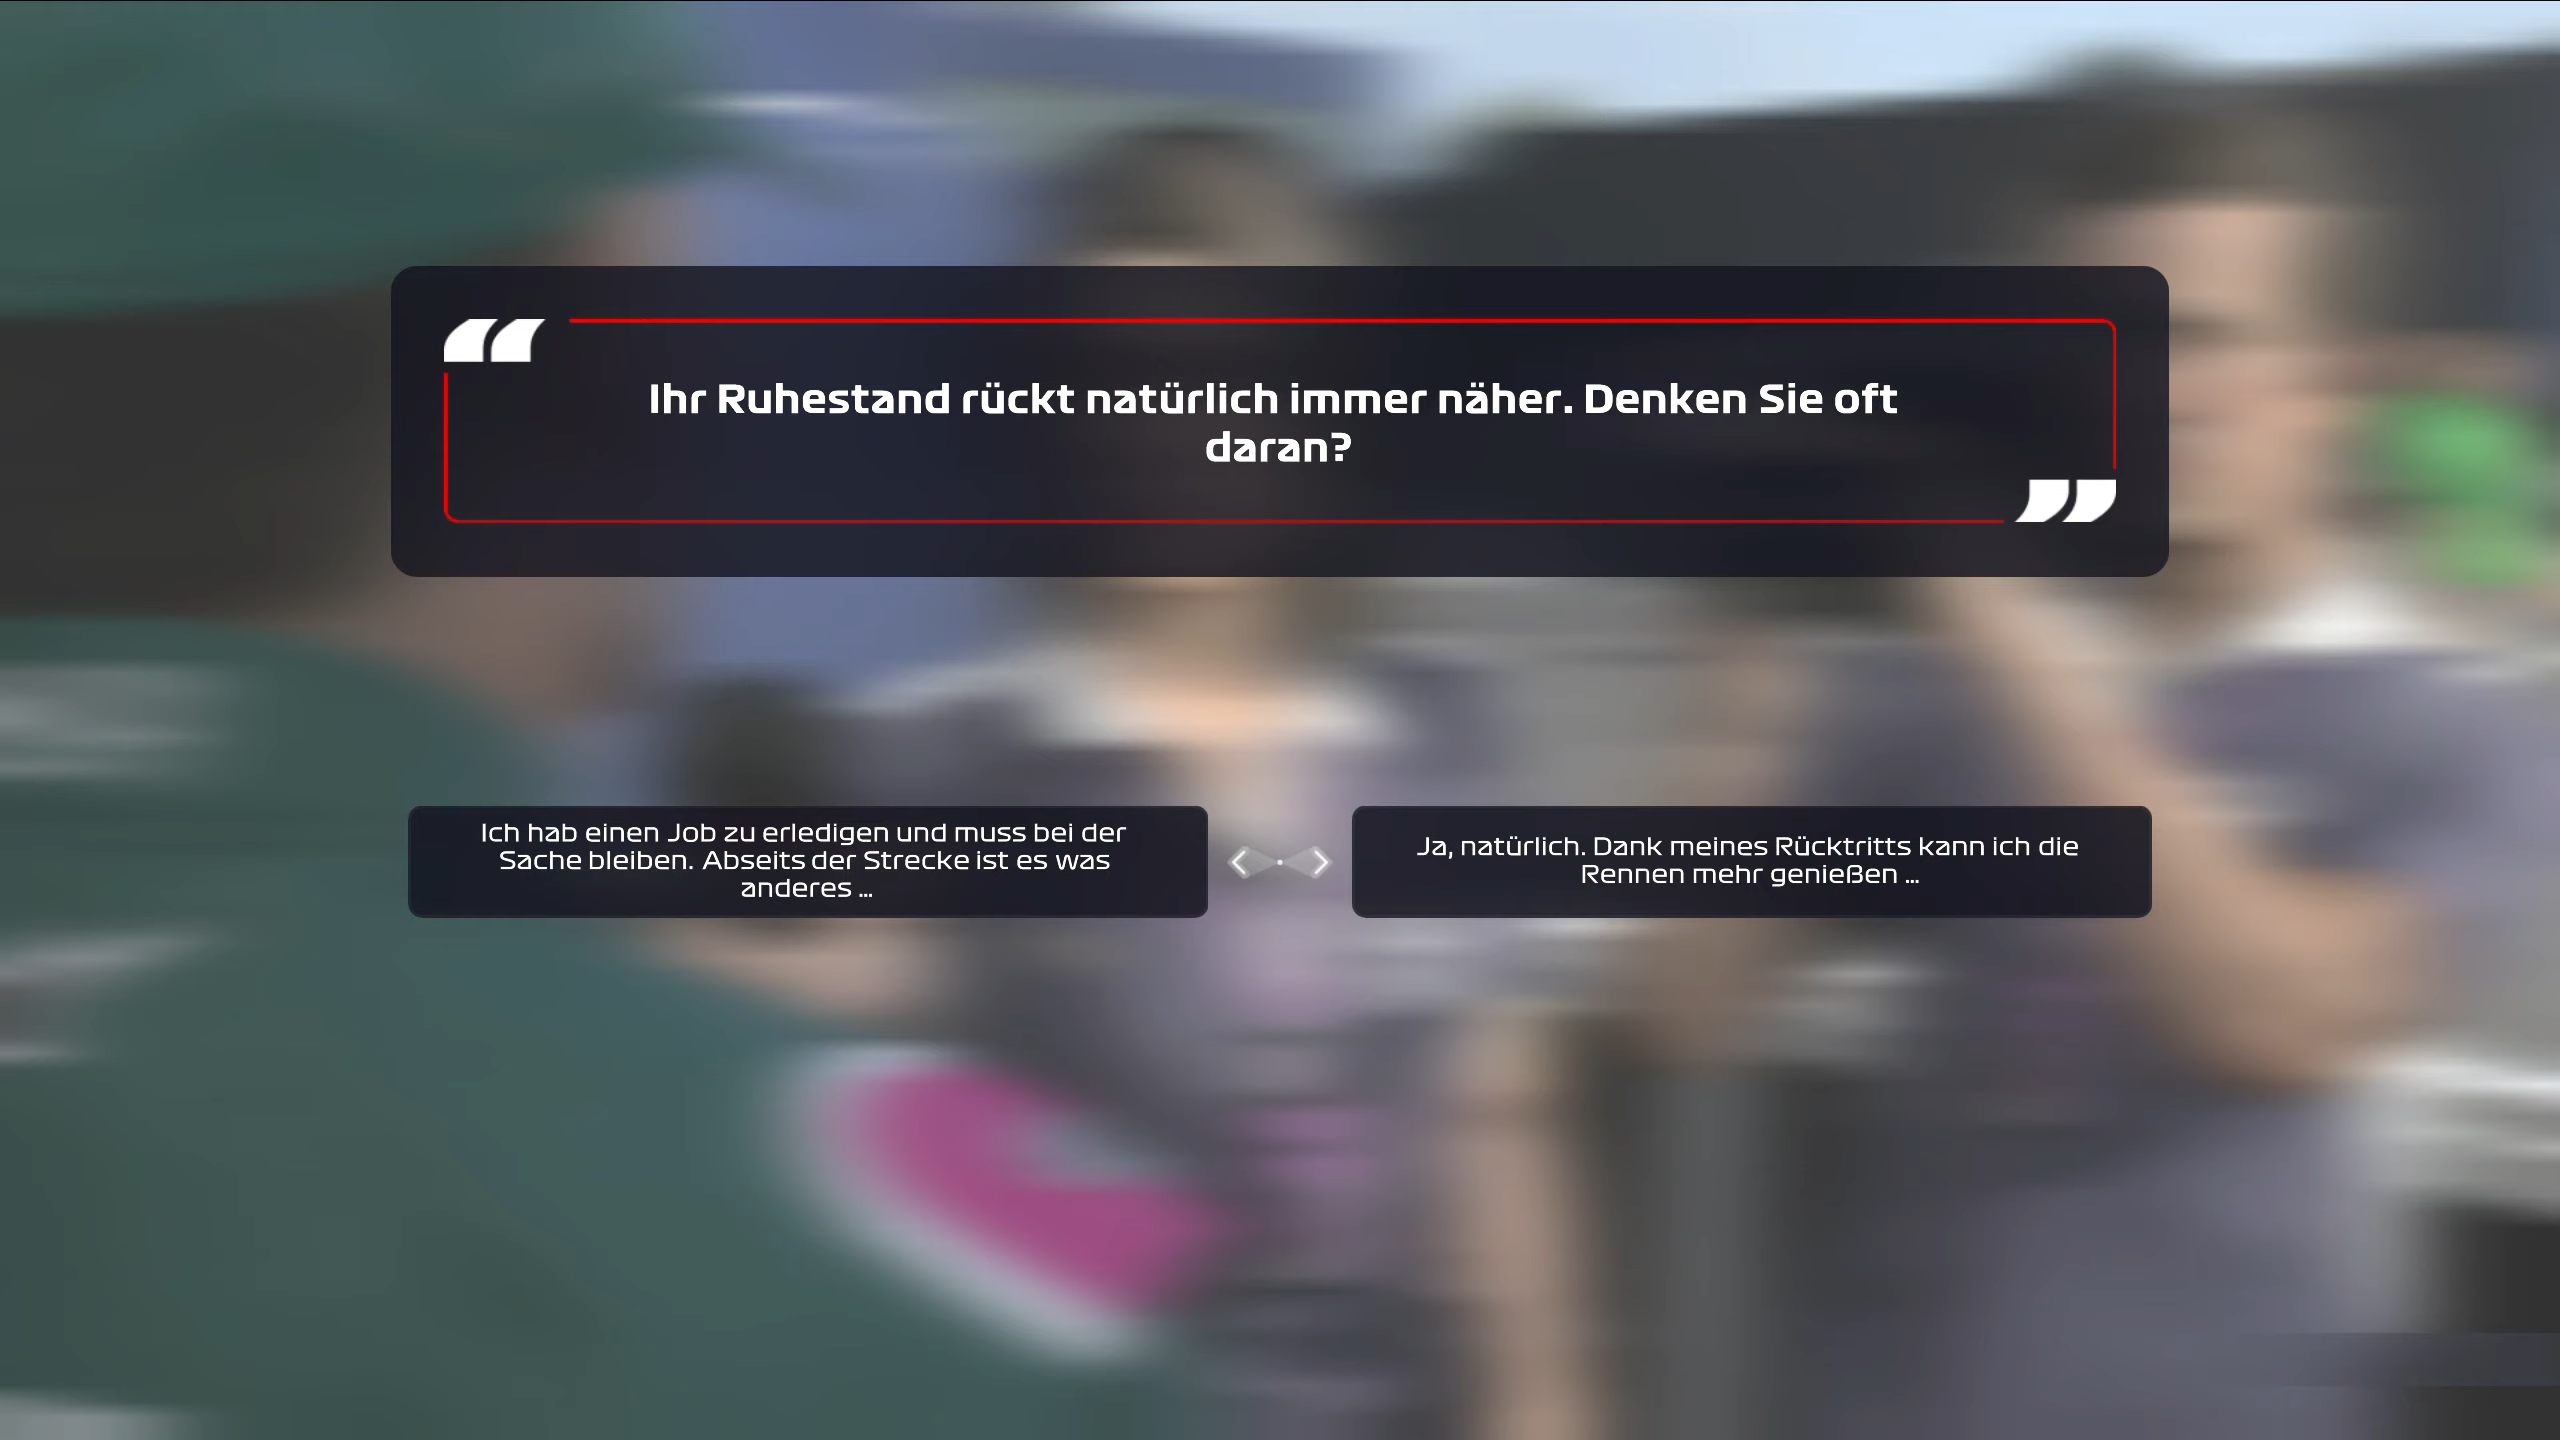 Ihr Ruhestand rückt natürlich immer näher. Denken Sie oft
daran?
Ich hab einen Job zu erledigen und muss bei der
Sache bleiben. Abseits der Strecke ist es was
anderes ...
Ja, natürlich. Dank meines Rücktritts kann ich die
Rennen mehr genießen ...